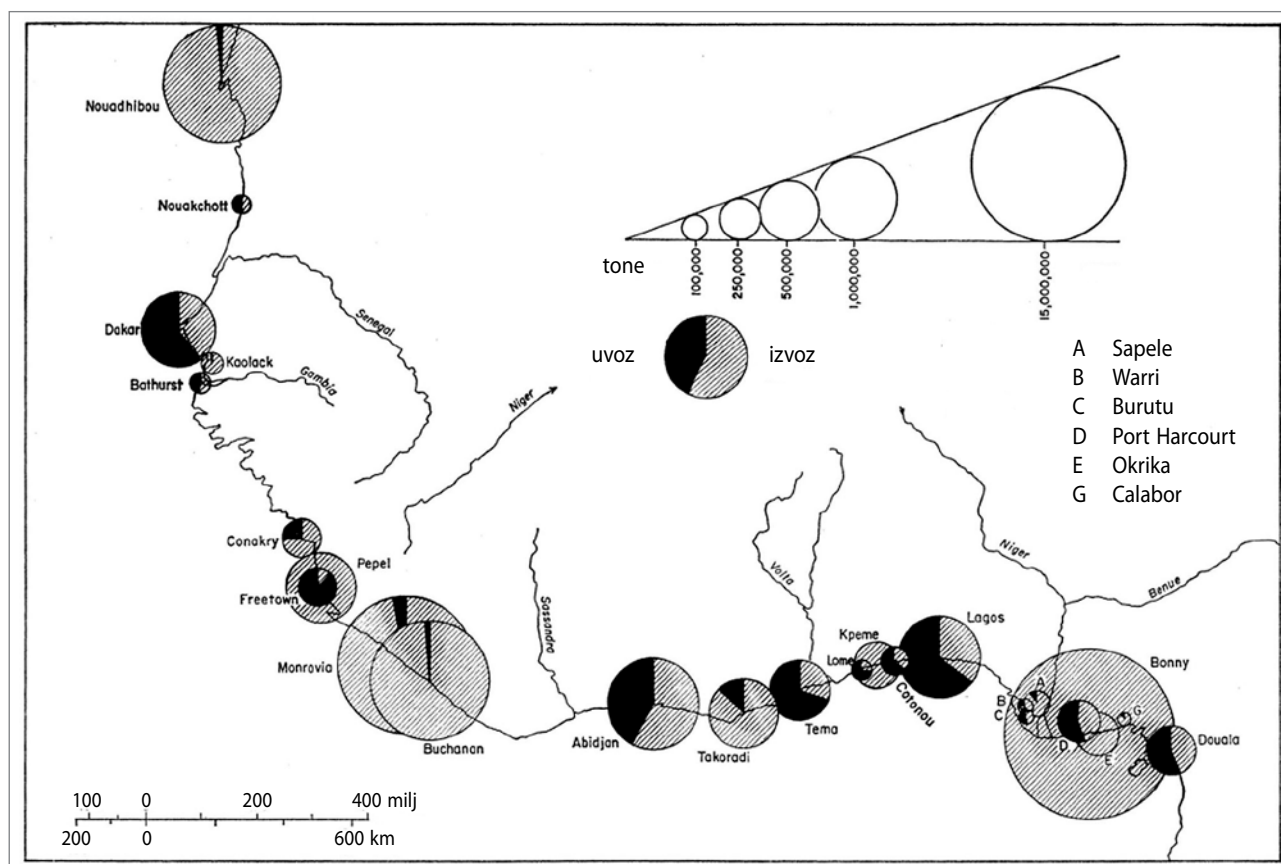 Nouadhibou
Nouakchott
Dakar
Kaolack
Bathurst
Senegal
Gambia
Niger
tone
100,000
250,000
500,000
1,000,000
15,000,000
uvoz
izvoz
A Sapele
B Warri
C Burutu
D Port Harcourt
E Okrika
G Calabor
Conakry
Pepel
Freetown
Monrovia
Buchanan
Sassandra
Abidjan
Takoradi
Tema
Volta
Lome
Kpeme
Cotonou
Lagos
Niger
Benue
Bonny
A
B
C
D
E
G
Douala
100 0 200 400 milj
200 0 600 km